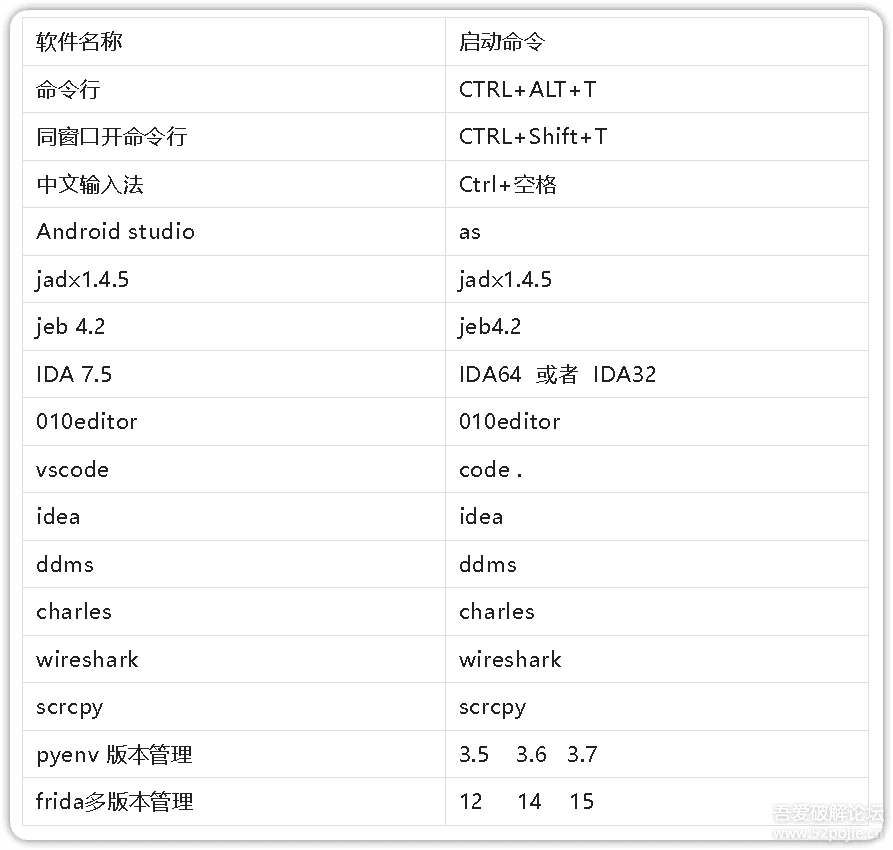 软件名称 启动命令
命令行 CTRL+ALT+T
同窗口开命令行 CTRL+Shift+T
中文输入法 Ctrl+空格
Android studio as
jadx1.4.5 jadx1.4.5
jeb 4.2 jeb4.2
IDA 7.5 IDA64 或者 IDA32
010editor 010editor
vscode code .
idea idea
ddms ddms
charles charles
wireshark wireshark
scrcpy scrcpy
pyenv 版本管理 3.5 3.6 3.7
frida多版本管理 12 14 15
吾爱破解论坛
www.52pojie.cn